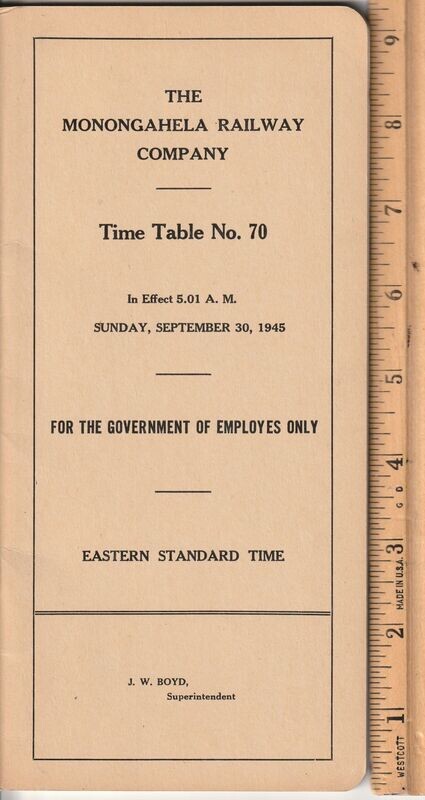 THE
MONONGAHELA RAILWAY
COMPANY
Time Table No. 70
In Effect 5.01 A. M.
SUNDAY, SEPTEMBER 30, 1945
FOR THE GOVERNMENT OF EMPLOYES ONLY
EASTERN STANDARD TIME
J. W. BOYD,
Superintendent
9
8
7
6
5
4
3
2
1
MADE IN U.S.A.
WESTCOTT